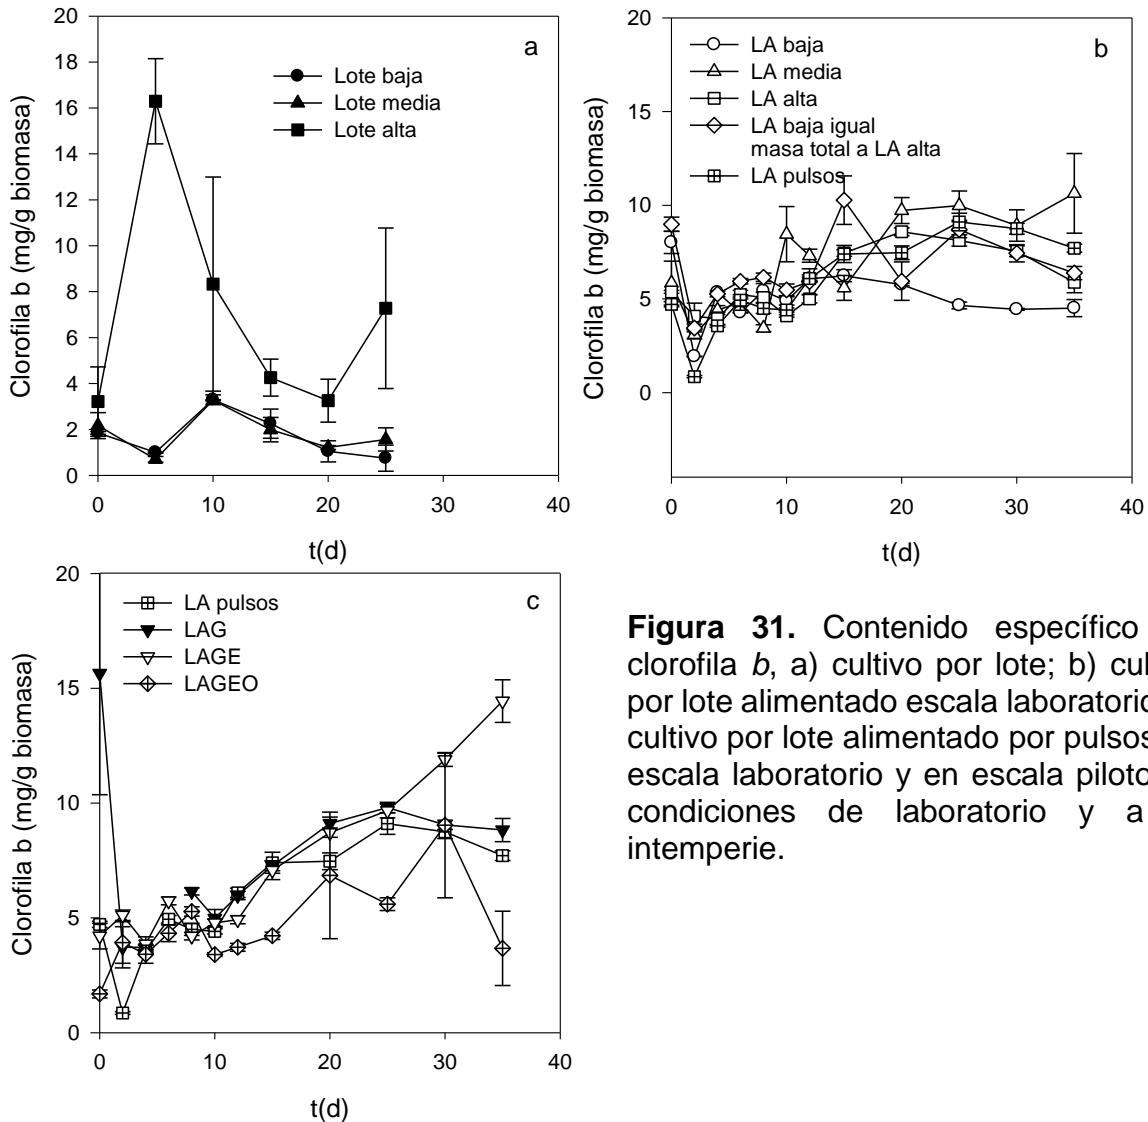 20
18
16
14
12
10
8
6
4
2
0
Clorofila b (mg/g biomasa)
a
Lote baja
Lote media
Lote alta
0 10 20 30 40
t(d)
20
15
10
5
0
Clorofila b (mg/g biomasa)
b
LA baja
LA media
LA alta
LA baja igual
masa total a LA alta
LA pulsos
0 10 20 30 40
t(d)
20
15
10
5
0
Clorofila b (mg/g biomasa)
c
LA pulsos
LAG
LAGE
LAGEO
0 10 20 30 40
t(d)
Figura 31. Contenido específico
clorofila b, a) cultivo por lote; b) cul
por lote alimentado escala laboratorio
cultivo por lote alimentado por pulsos
escala laboratorio y en escala piloto
condiciones de laboratorio y a
intemperie.